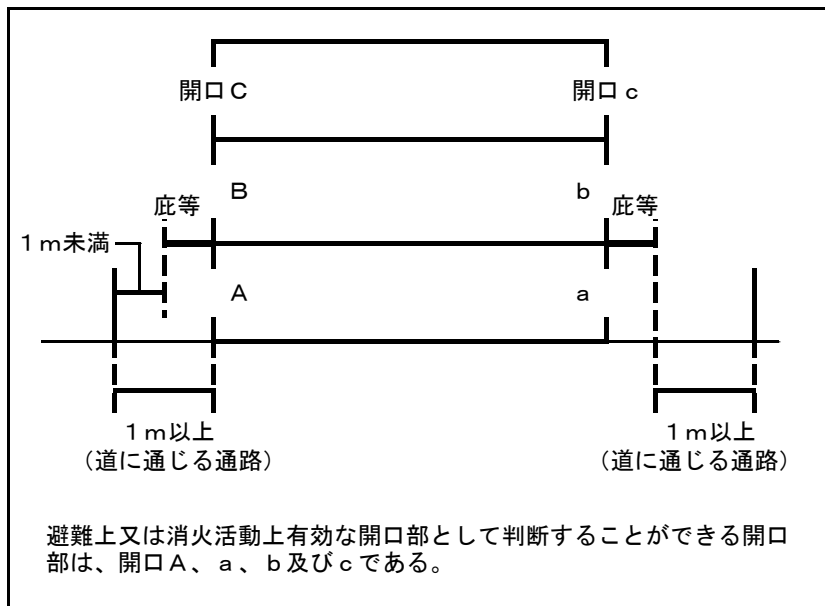 開口C 開口c
B b
庇等 庇等
1m未満
A a
1m以上 1m以上
（道に通じる通路） （道に通じる通路）
避難上又は消火活動上有効な開口部として判断することができる開口
部は、開口A、a、b及びcである。